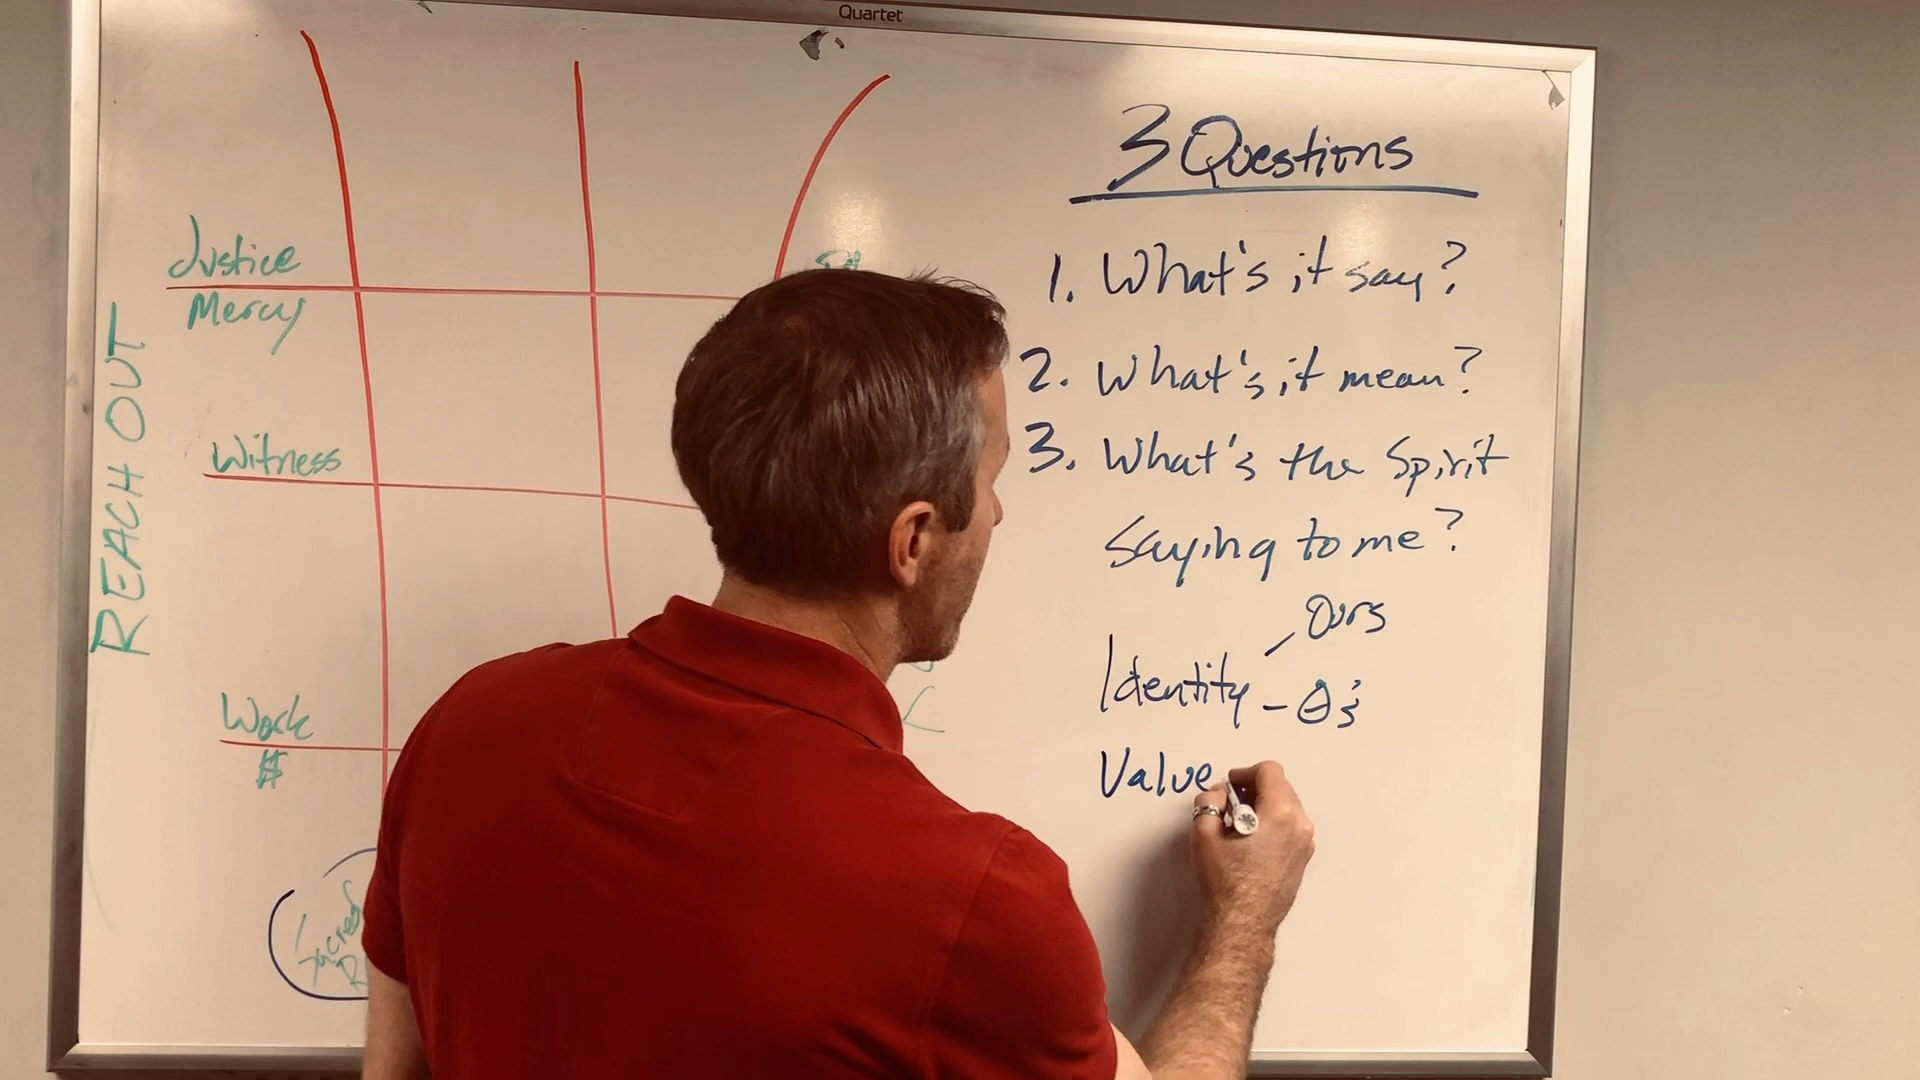 Quartet
REACH OUT
Justice
Mercy
Witness
Work
$
3 Questions
1. What's it say?
2. What's it mean?
3. What's the Spirit
saying to me?
Ours
Identity - Θ's
Value